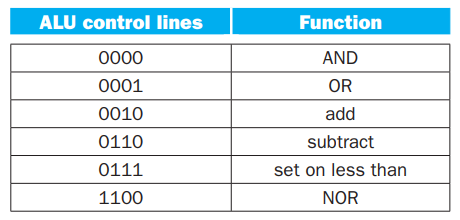 ALU control lines Function
0000 AND
0001 OR
0010 add
0110 subtract
0111 set on less than
1100 NOR